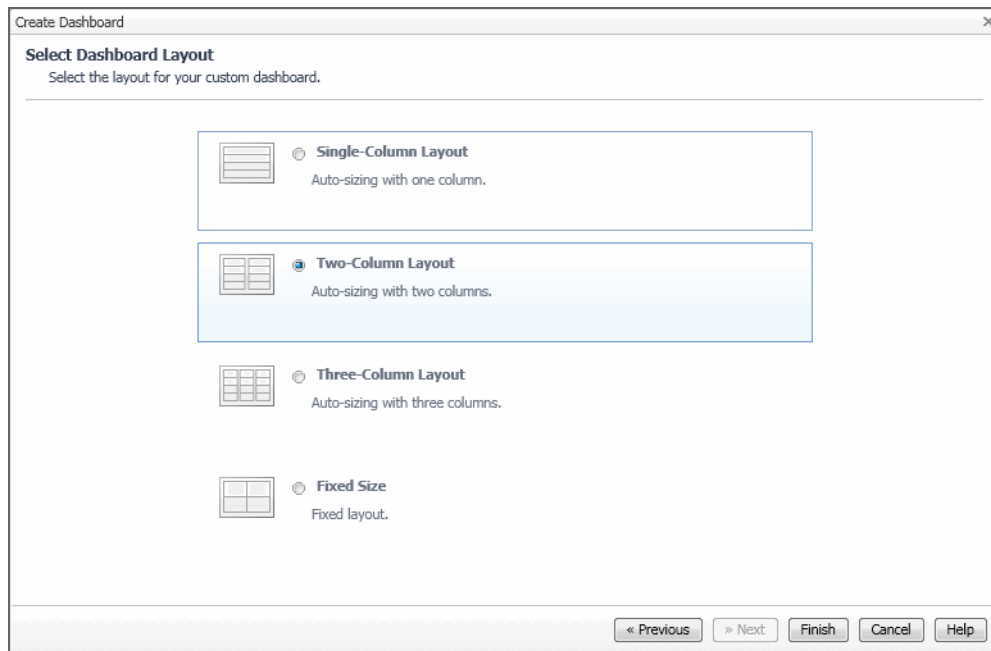 Create Dashboard
Select Dashboard Layout
Select the layout for your custom dashboard.
Single-Column Layout
Auto-sizing with one column.
Two-Column Layout
Auto-sizing with two columns.
Three-Column Layout
Auto-sizing with three columns.
Fixed Size
Fixed layout.
« Previous » Next Finish Cancel Help